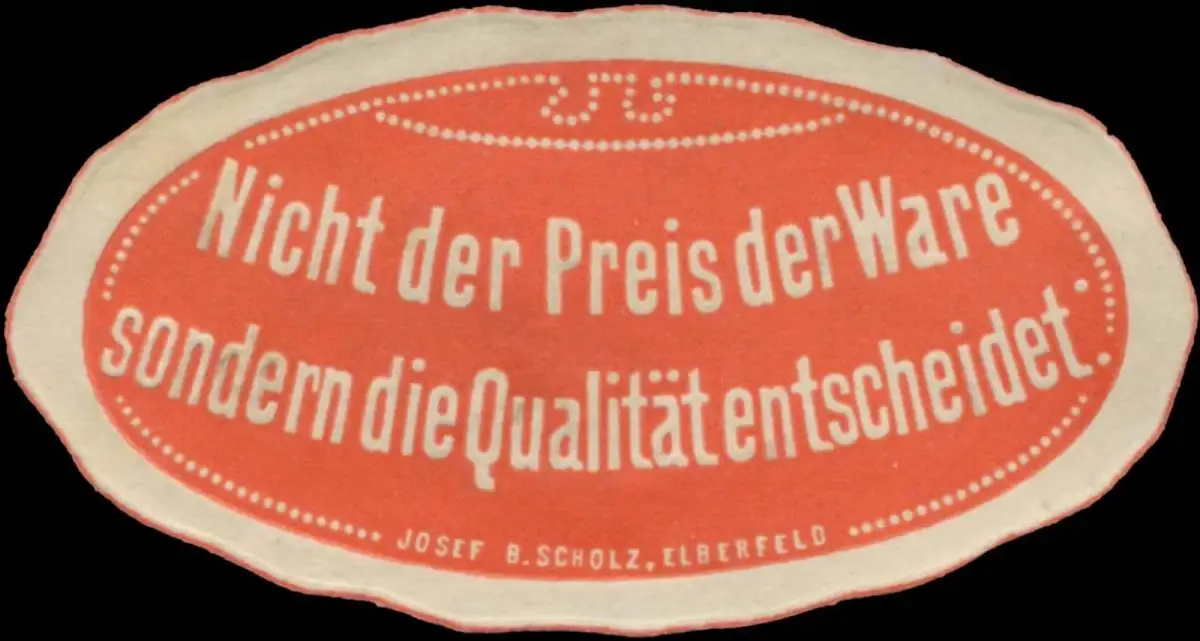 Nicht der Preis der Ware
sondern die Qualität entscheidet.
JOSEF B. SCHOLZ, ELBERFELD